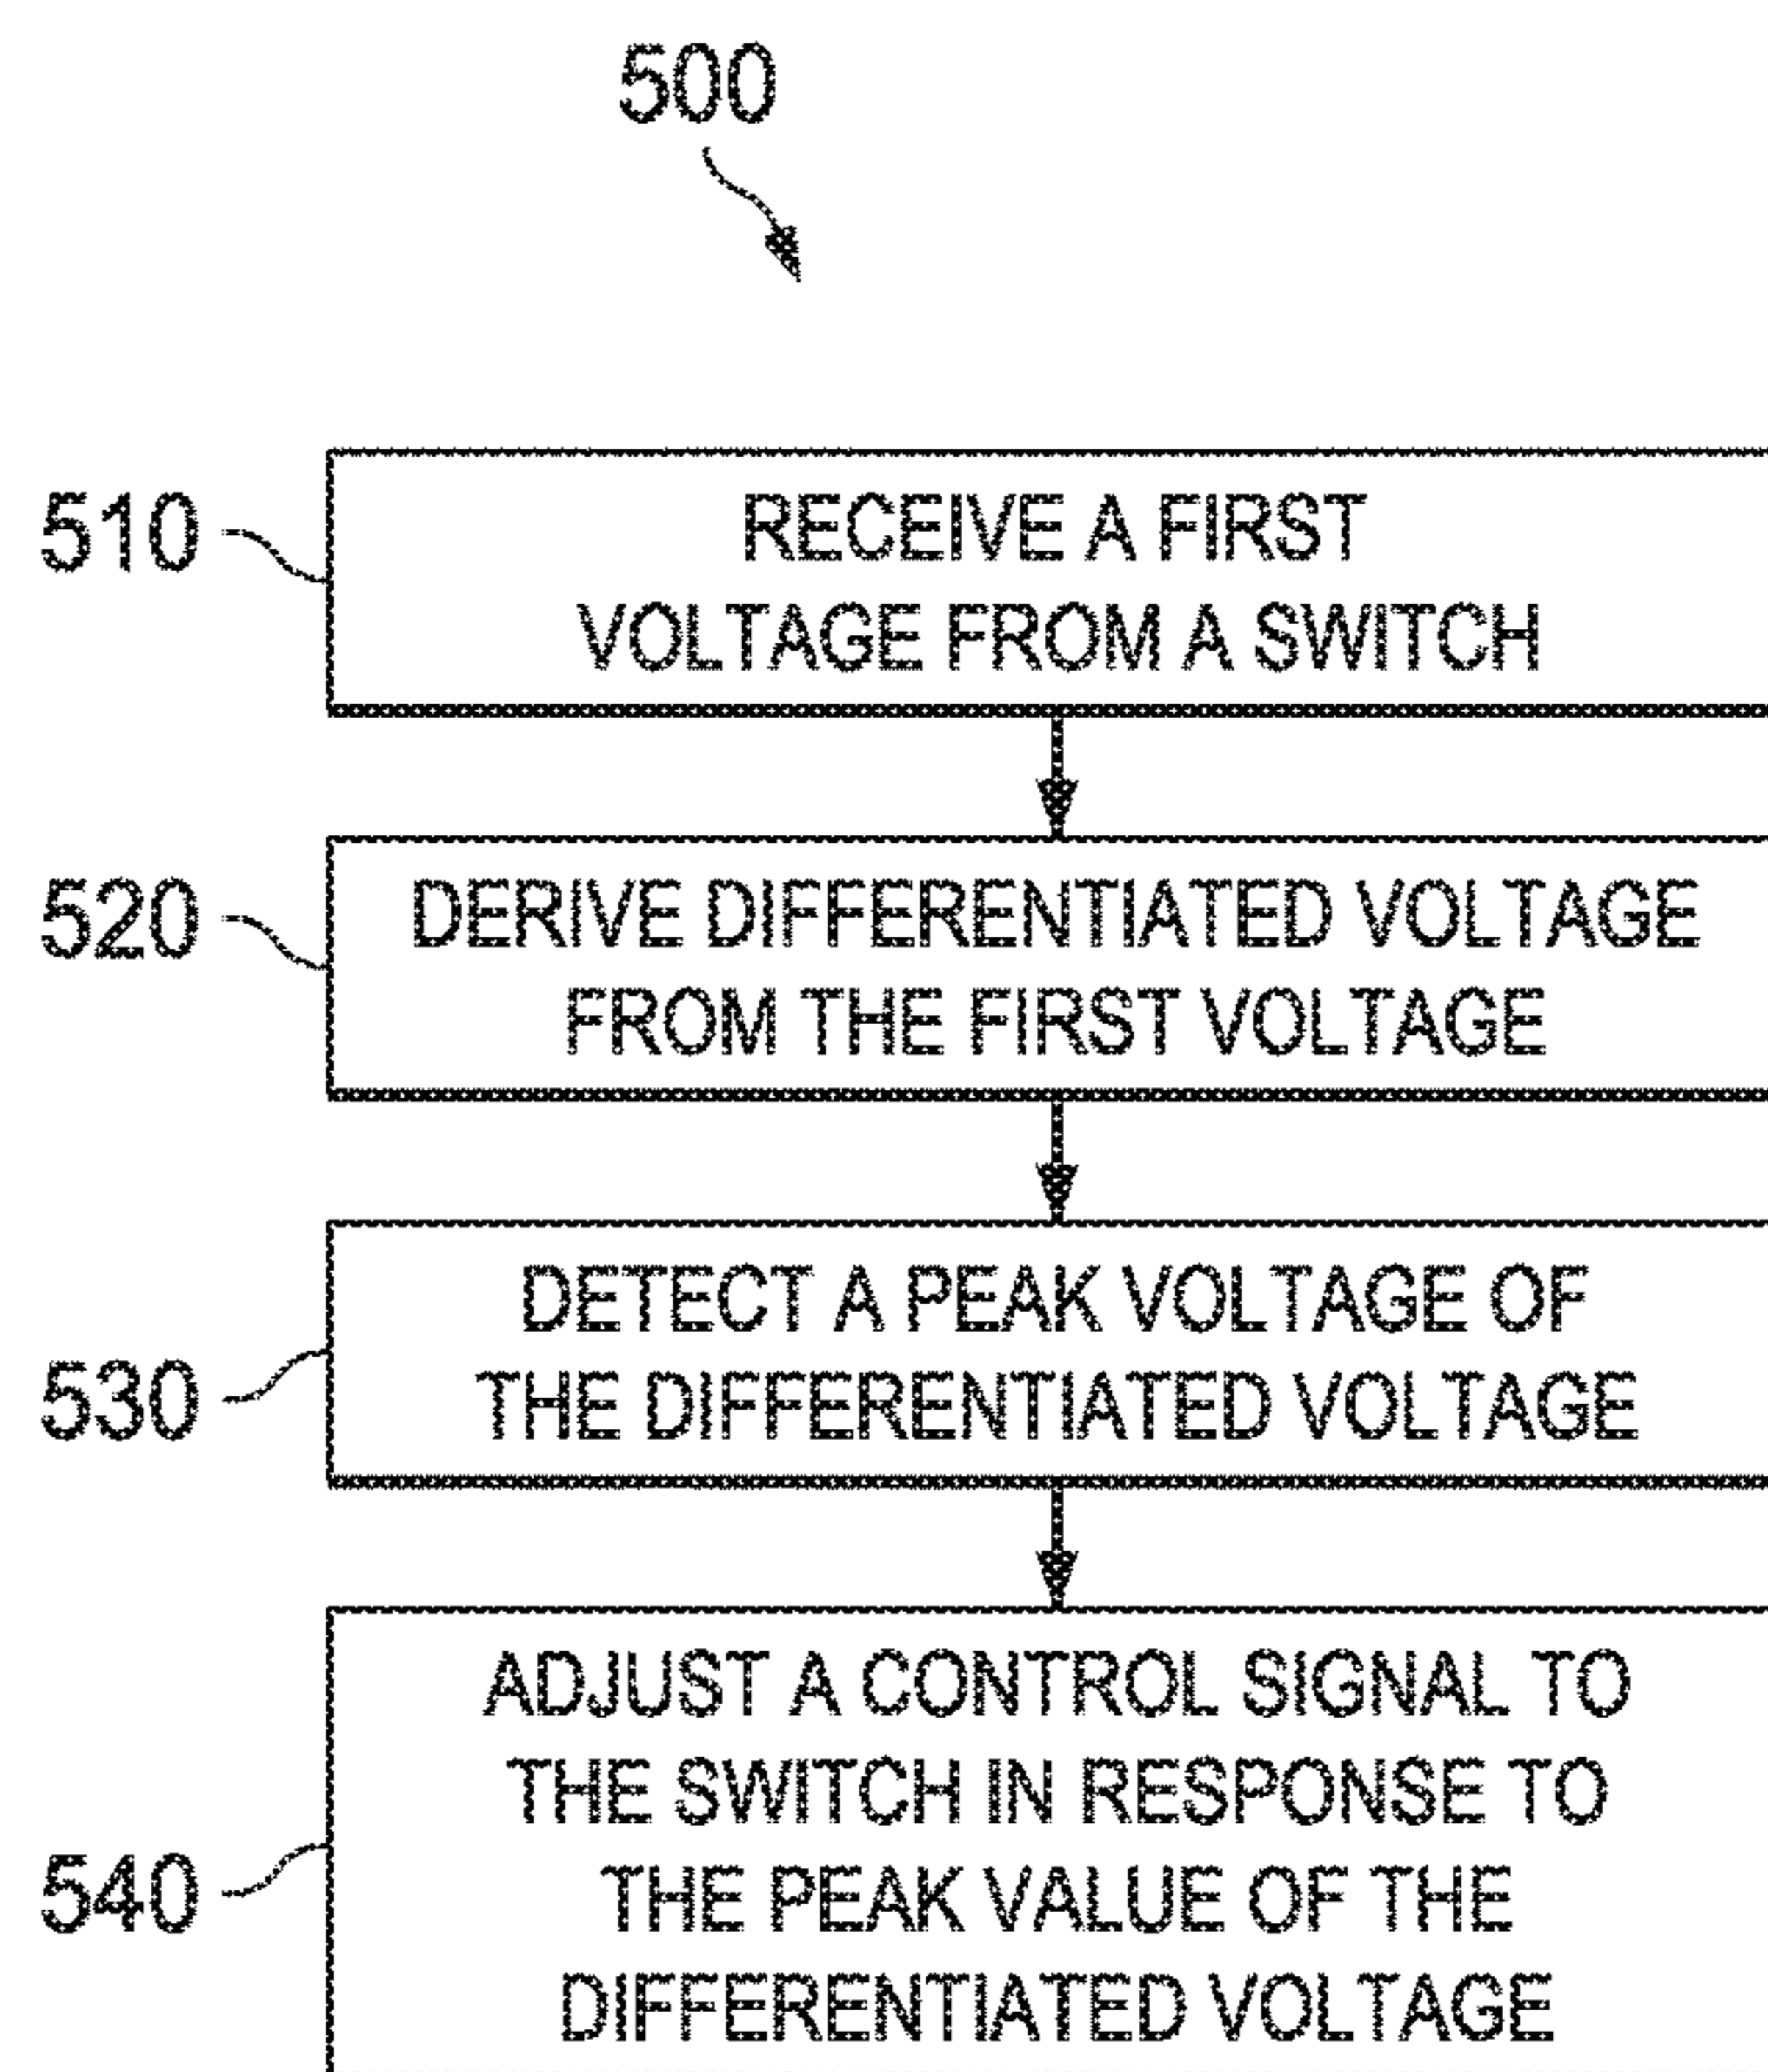 500
510
RECEIVE A FIRST
VOLTAGE FROM A SWITCH
520
DERIVE DIFFERENTIATED VOLTAGE
FROM THE FIRST VOLTAGE
530
DETECT A PEAK VOLTAGE OF
THE DIFFERENTIATED VOLTAGE
540
ADJUST A CONTROL SIGNAL TO
THE SWITCH IN RESPONSE TO
THE PEAK VALUE OF THE
DIFFERENTIATED VOLTAGE